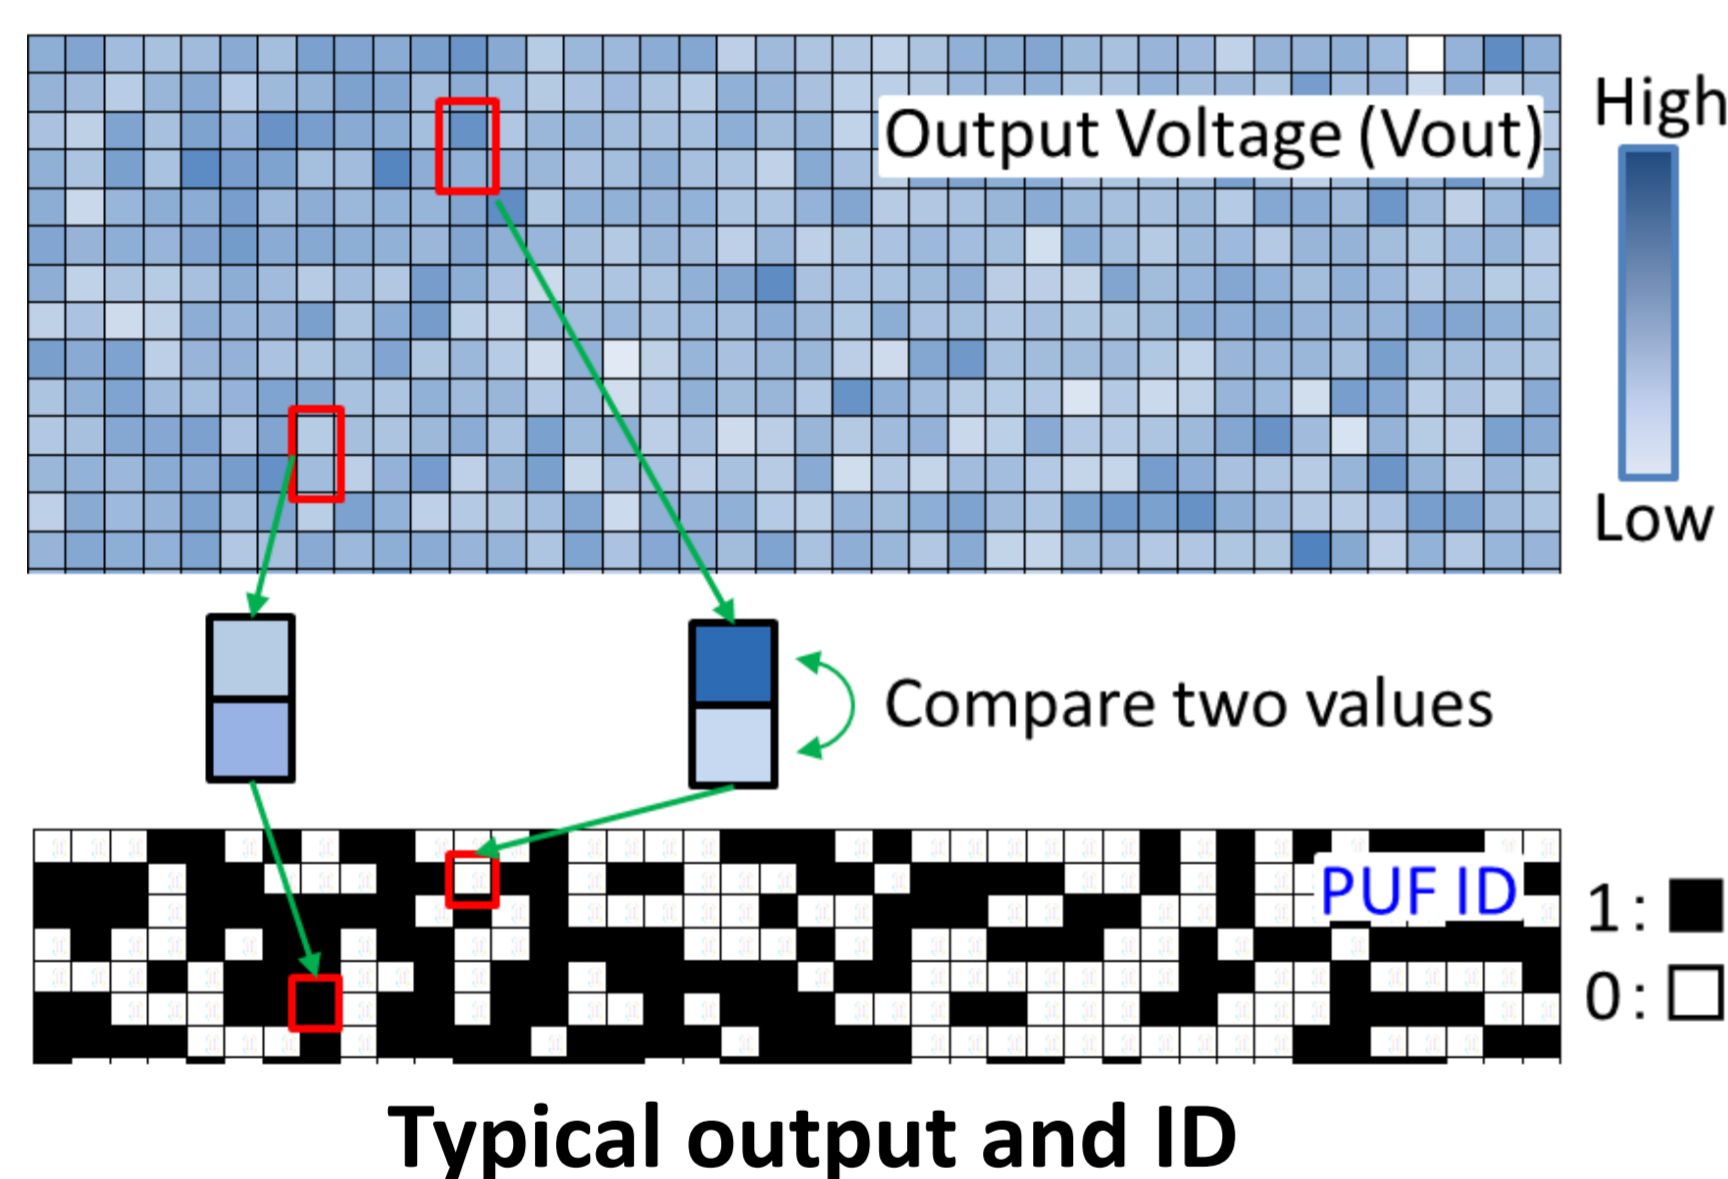 Output Voltage (Vout)
High
Low
Compare two values
PUF ID
1:
0:
Typical output and ID